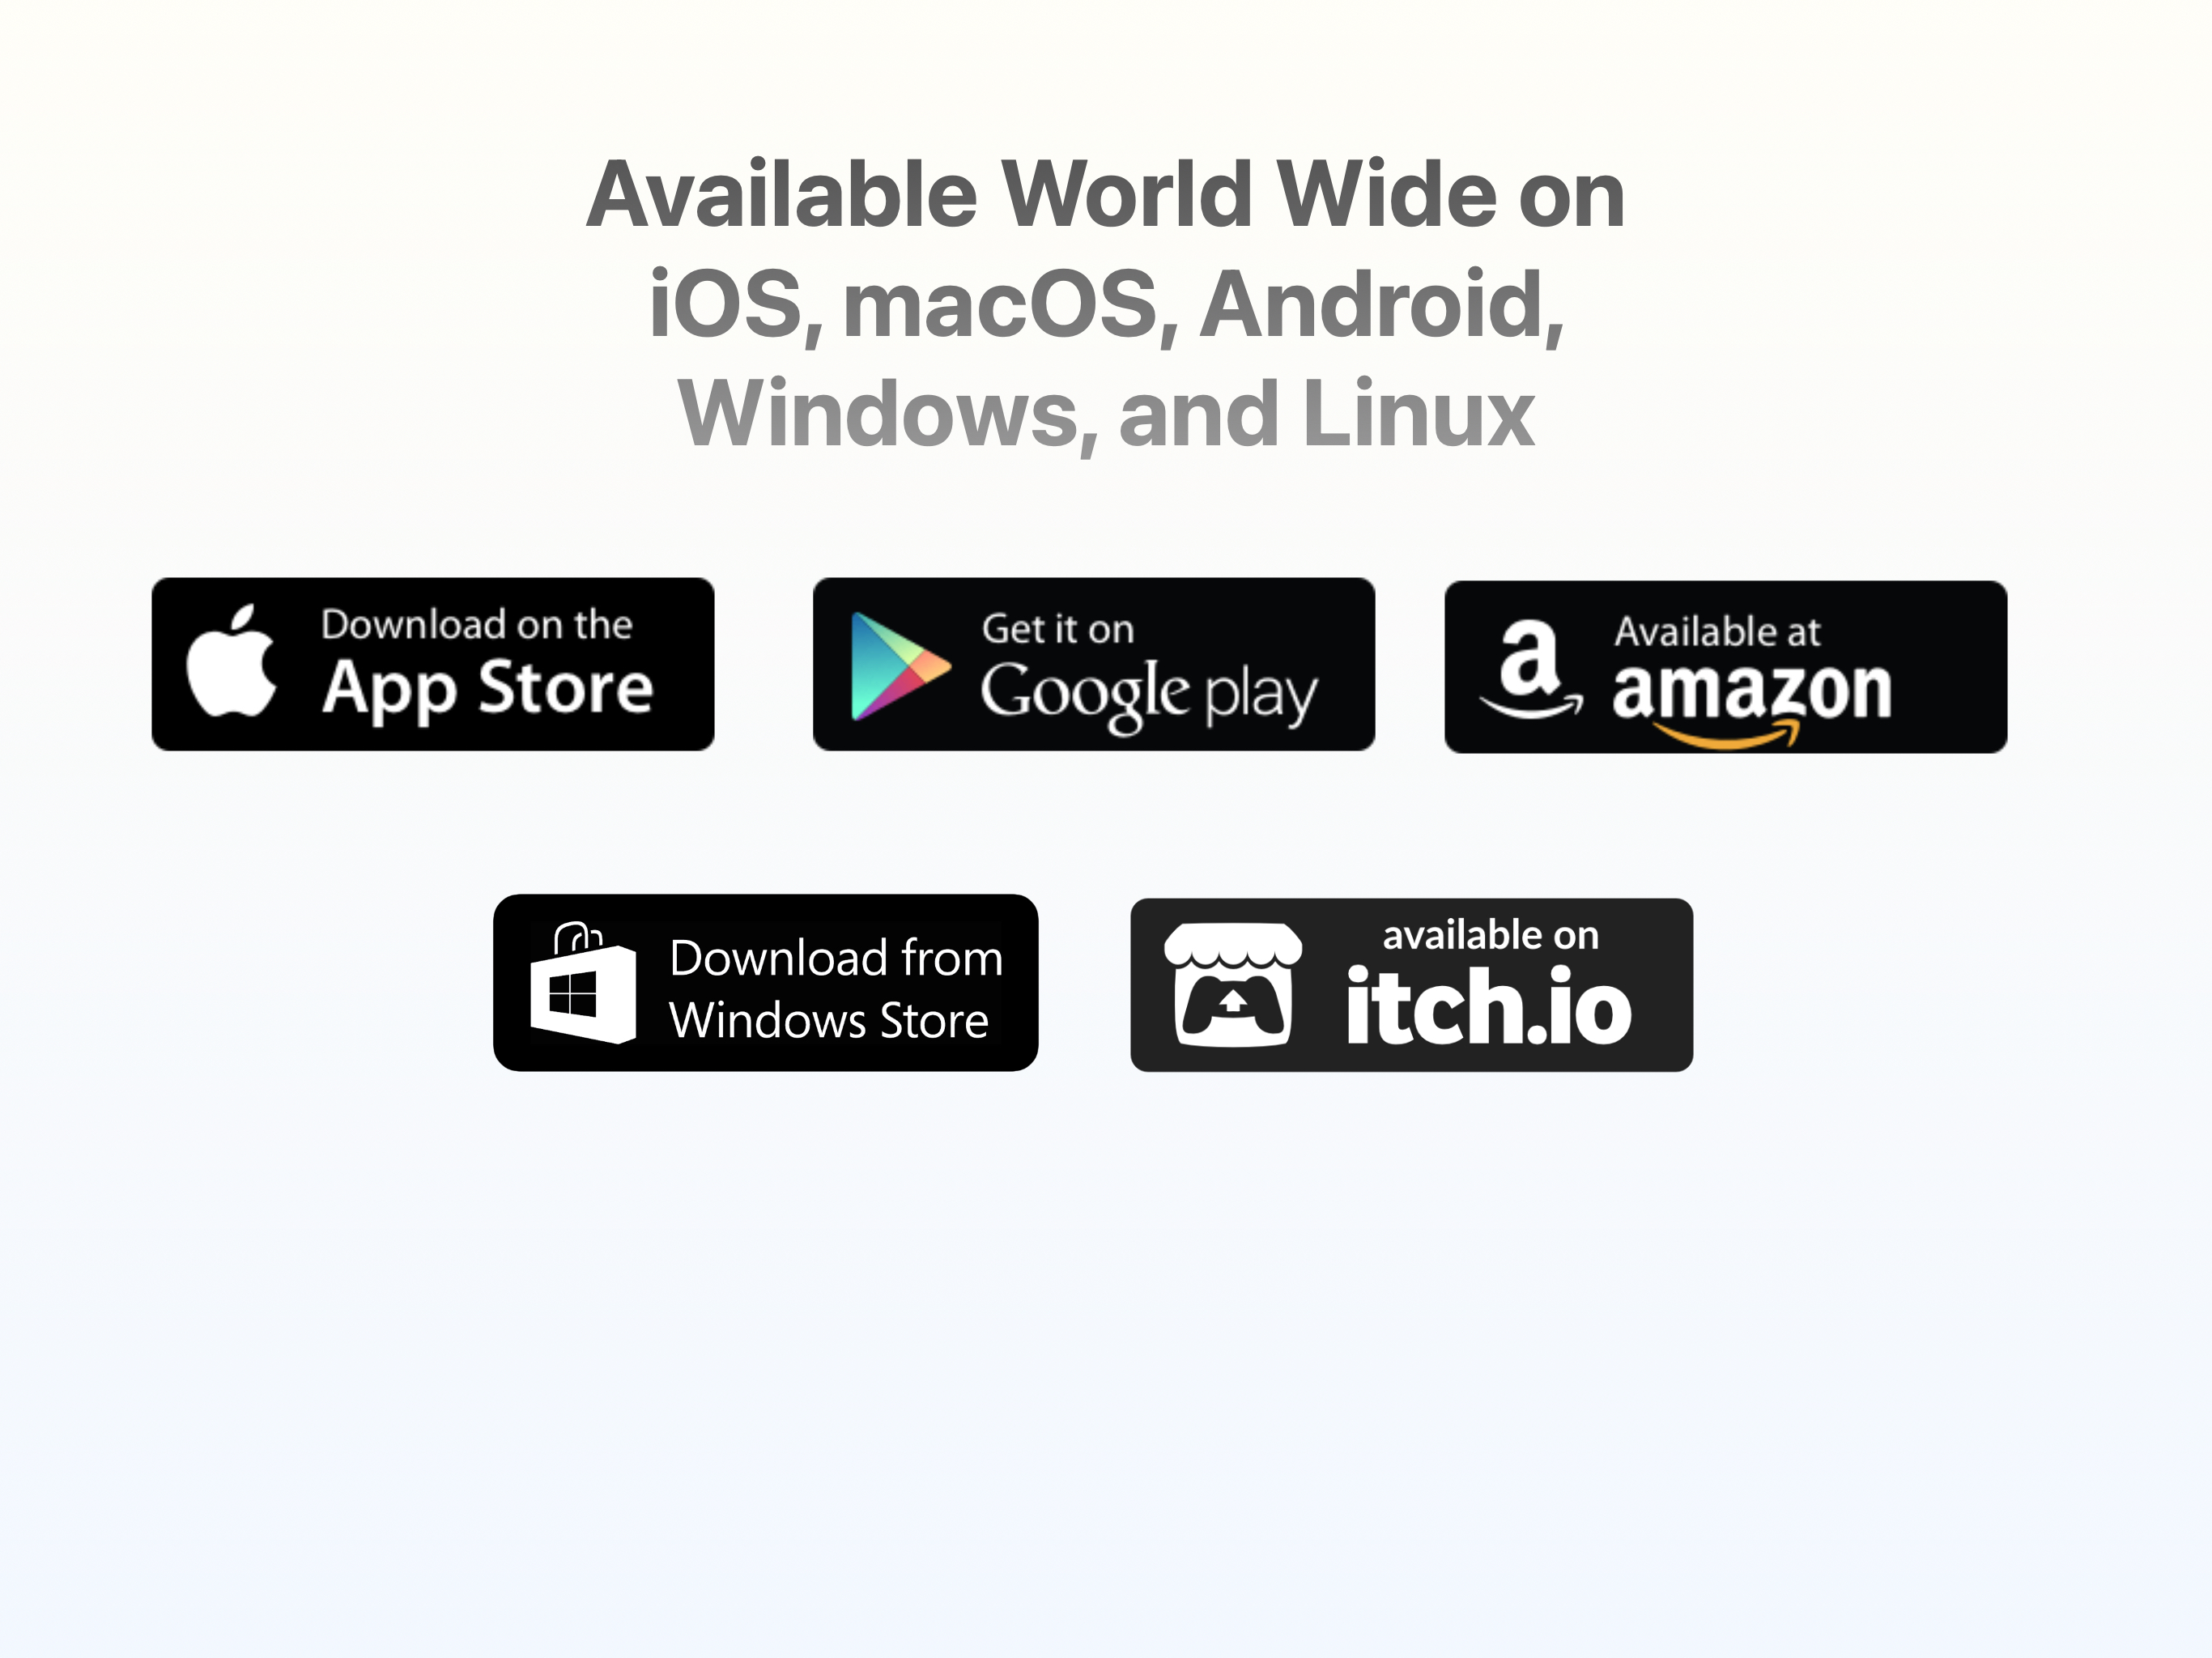 Available World Wide on
iOS, macOS, Android,
Windows, and Linux
Download on the
App Store
Get it on
Google play
a
Available at
amazon
Download from
Windows Store
available on
itch.io